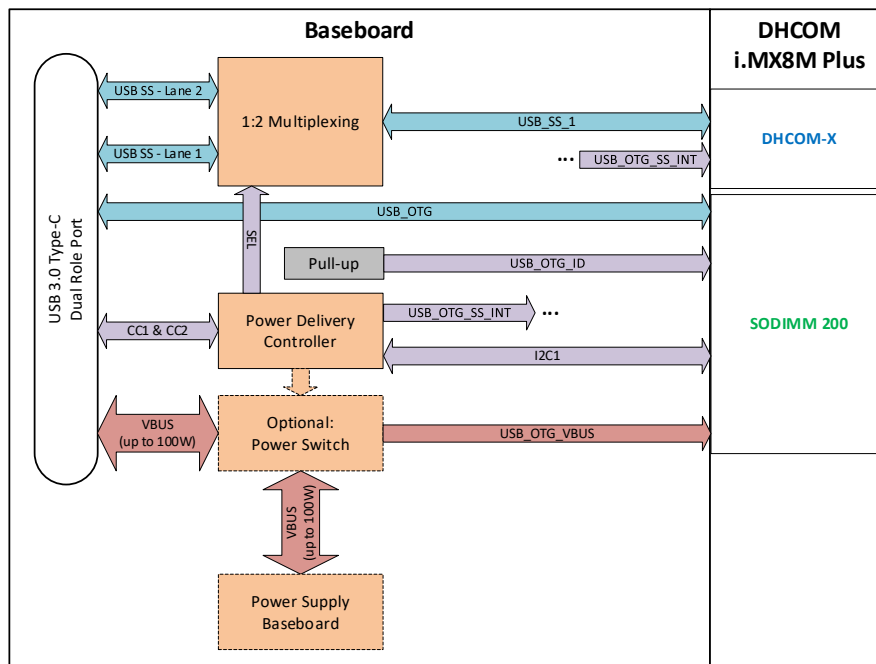 Baseboard
DHCOM
i.MX8M Plus
USB SS - Lane 2
1:2 Multiplexing
USB_SS_1
DHCOM-X
USB SS - Lane 1
... USB_OTG_SS_INT
USB_OTG
SEL
USB 3.0 Type-C
Dual Role Port
Pull-up
USB_OTG_ID
SODIMM 200
CC1 & CC2
Power Delivery
Controller
USB_OTG_SS_INT ...
I2C1
VBUS
(up to 100W)
Optional:
Power Switch
USB_OTG_VBUS
VBUS
(up to 100W)
Power Supply
Baseboard